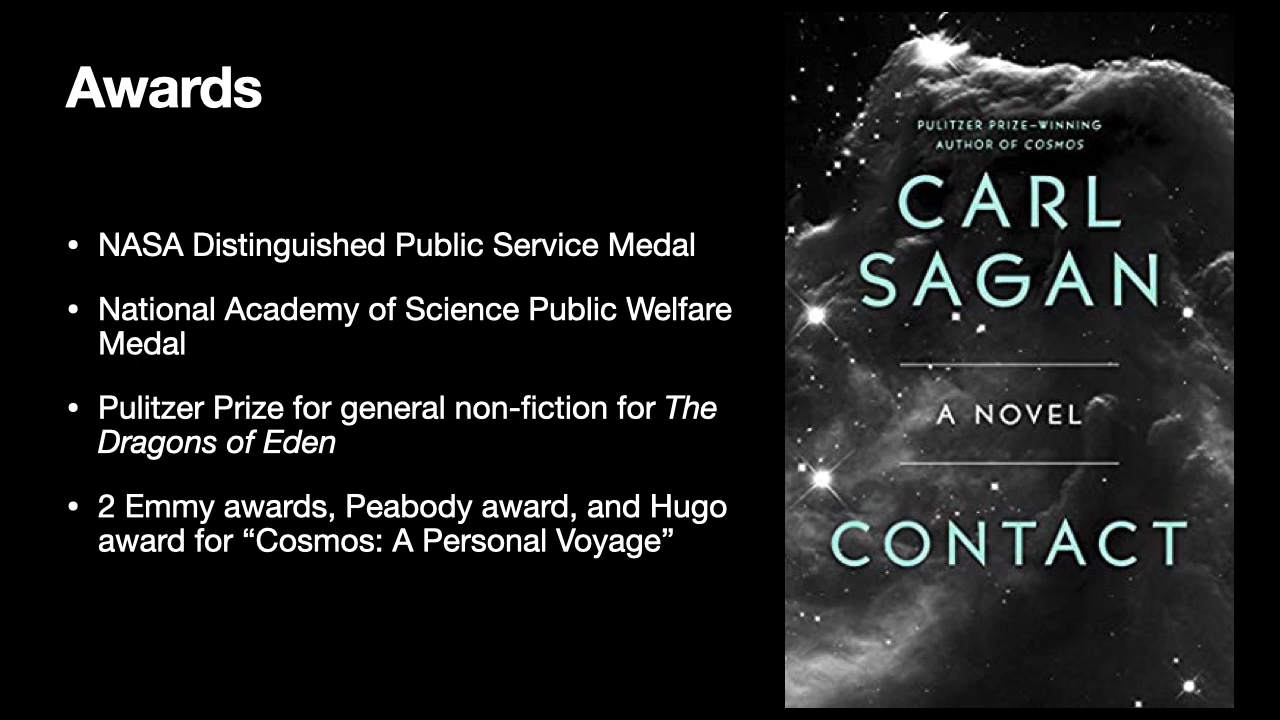 Awards
• NASA Distinguished Public Service Medal
• National Academy of Science Public Welfare
Medal
• Pulitzer Prize for general non-fiction for The
Dragons of Eden
• 2 Emmy awards, Peabody award, and Hugo
award for “Cosmos: A Personal Voyage”
PULITZER PRIZE–WINNING
AUTHOR OF COSMOS
CARL
SAGAN
A NOVEL
CONTACT